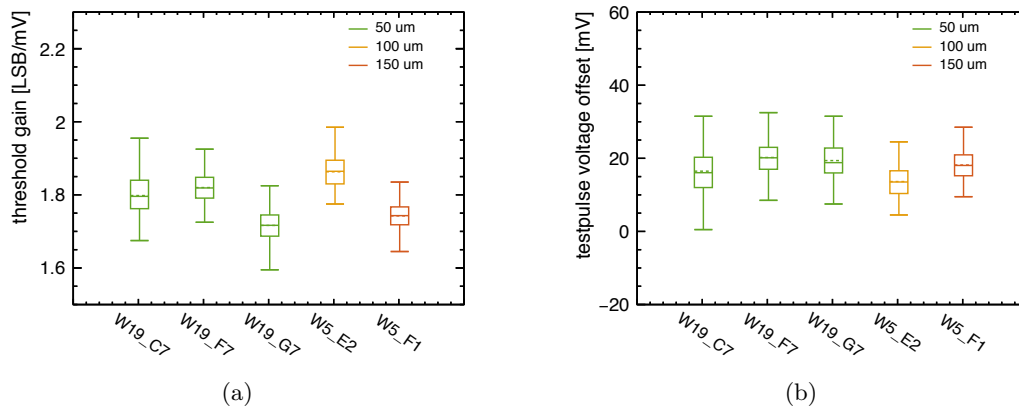 threshold gain [LSB/mV]
2.2
2
1.8
1.6
50 um
100 um
150 um
W19_C7
W19_F7
W19_G7
W5_E2
W5_F1
(a)
testpulse voltage offset [mV]
60
40
20
0
−20
50 um
100 um
150 um
W19_C7
W19_F7
W19_G7
W5_E2
W5_F1
(b)